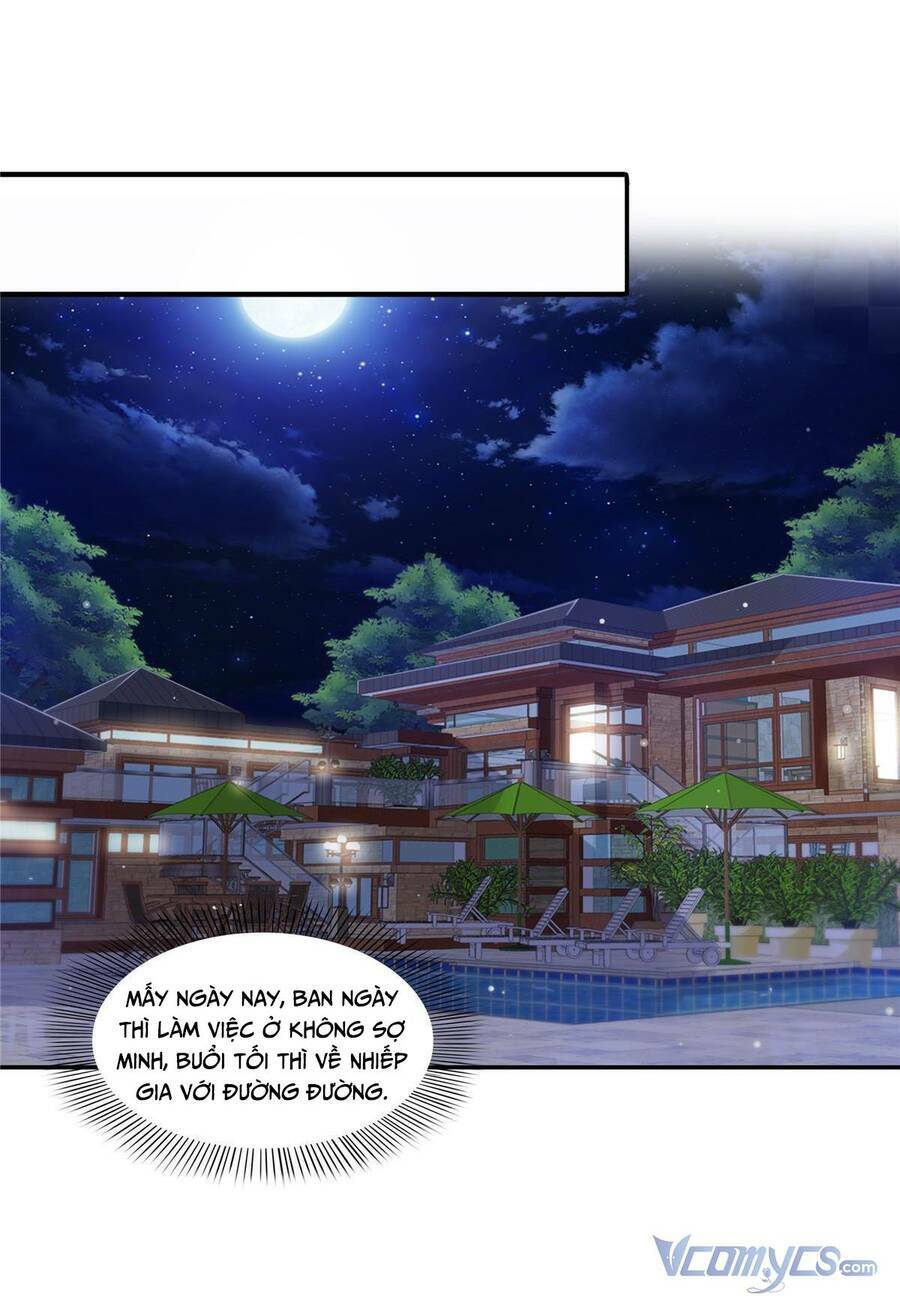 MẤY NGÀY NAY, BAN NGÀY
THÌ LÀM VIỆC Ở KHÔNG SỢ
MINH, BUỔI TỐI THÌ VỀ NHIẾP
GIA VỚI ĐƯỜNG ĐƯỜNG.
VCOMYCS.com